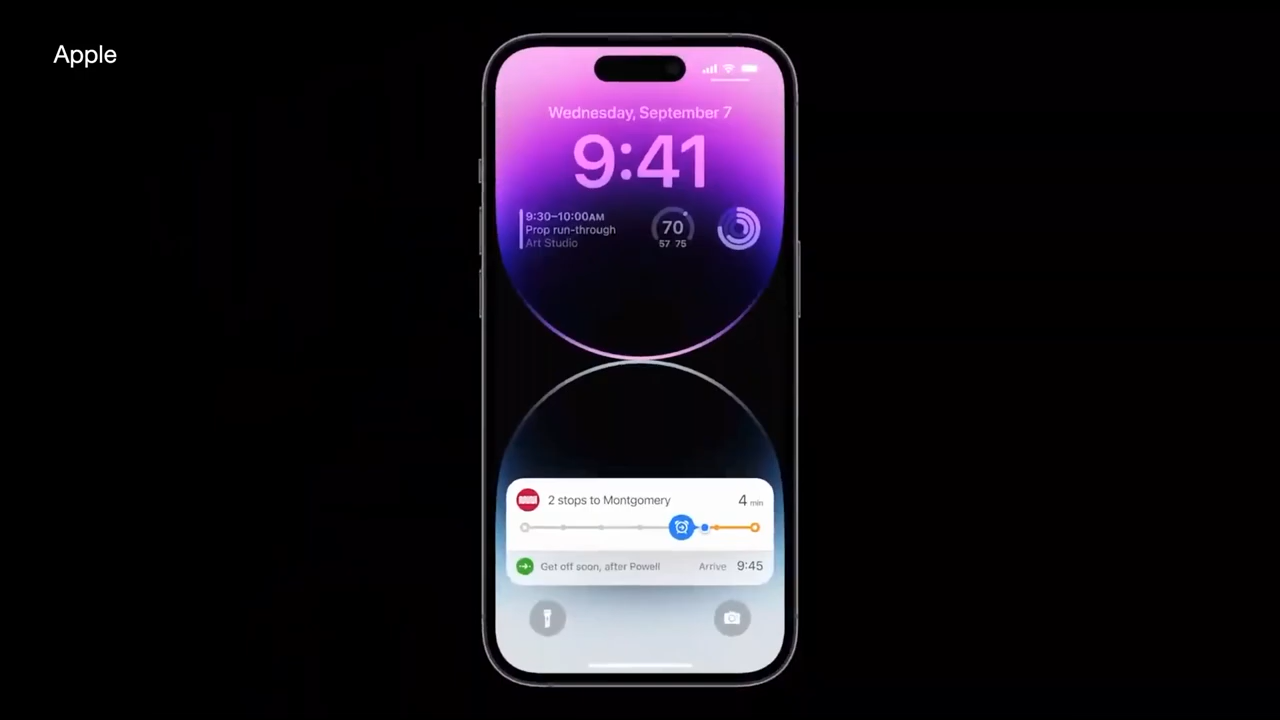 Apple
Wednesday, September 7
9:41
9:30–10:00AM
Prop run-through
Art Studio
70
57 75
2 stops to Montgomery 4 min
Get off soon, after Powell Arrive 9:45